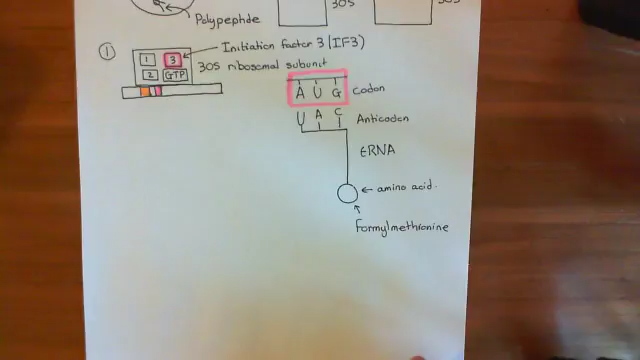 Polypeptide
30S
① Initiation factor 3 (IF3)
1 3
2 GTP
30S ribosomal subunit
A U G Codon
U A C Anticodon
tRNA
amino acid.
Formylmethionine